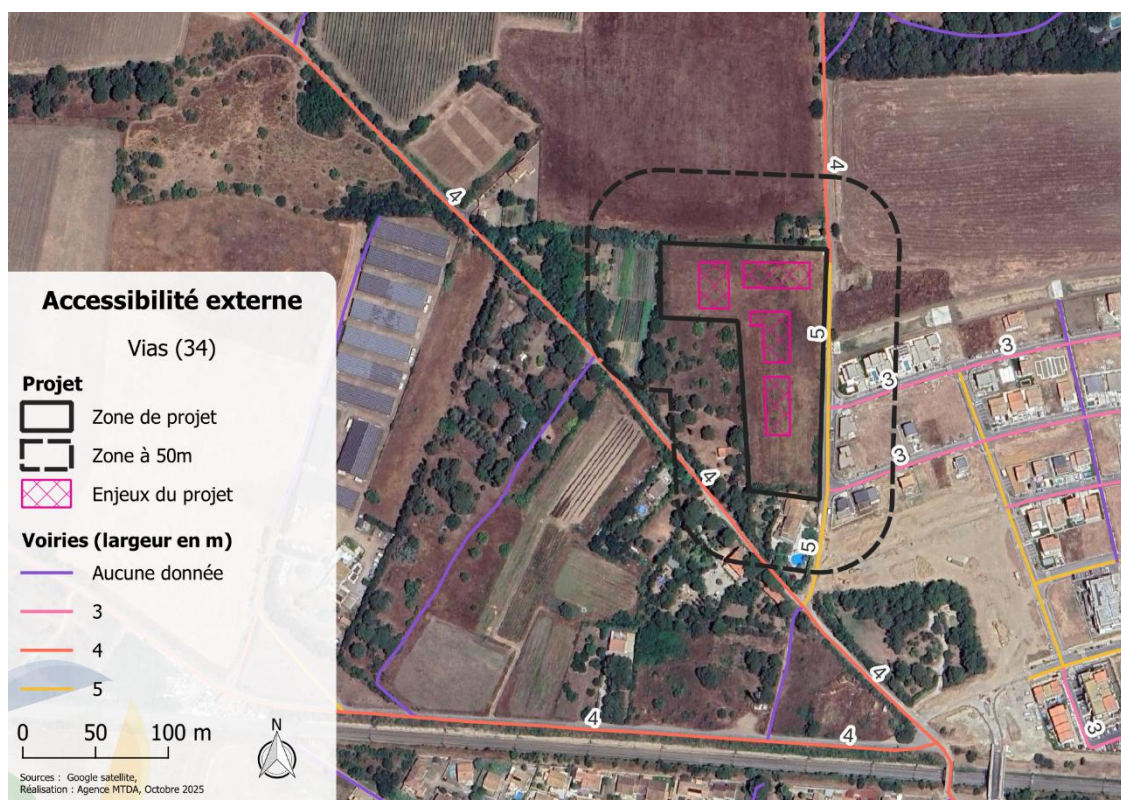 Accessibilité externe
Vias (34)
Projet
Zone de projet
Zone à 50m
Enjeux du projet
Voiries (largeur en m)
Aucune donnée
3
4
5
0 50 100 m
N
Sources : Google satellite,
Réalisation : Agence MTDA, Octobre 2025
4
4
5
3
3
4
5
4
4
4
3